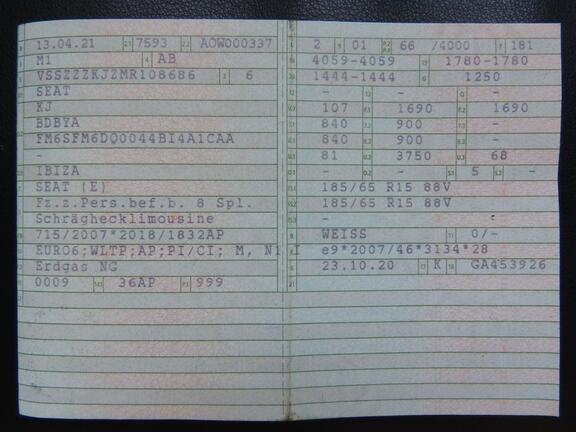 13.04.21 7593 AOW000337
M1 4 AB
VSSZZZKJZMR108686 3 6
SEAT
KJ
BDBYA
FM6SFM6DQ0044BI4A1CAA
-
IBIZA
SEAT (E)
Fz.z.Pers.bef.b. 8 Spl.
Schräghecklimousine
715/2007*2018/1832AP
EURO6;WLTP;AP;PI/CI; M, N1 I
Erdgas NG
0009 36AP 999
2 01 66 /4000 181
4059-4059 1780-1780
1444-1444 1250
- - -
107 1690 1690
840 900 -
840 900 -
81 3750 68
- - 5 -
185/65 R15 88V
185/65 R15 88V
-
WEISS 0/-
e9*2007/46*3134*28
23.10.20 K GA453926